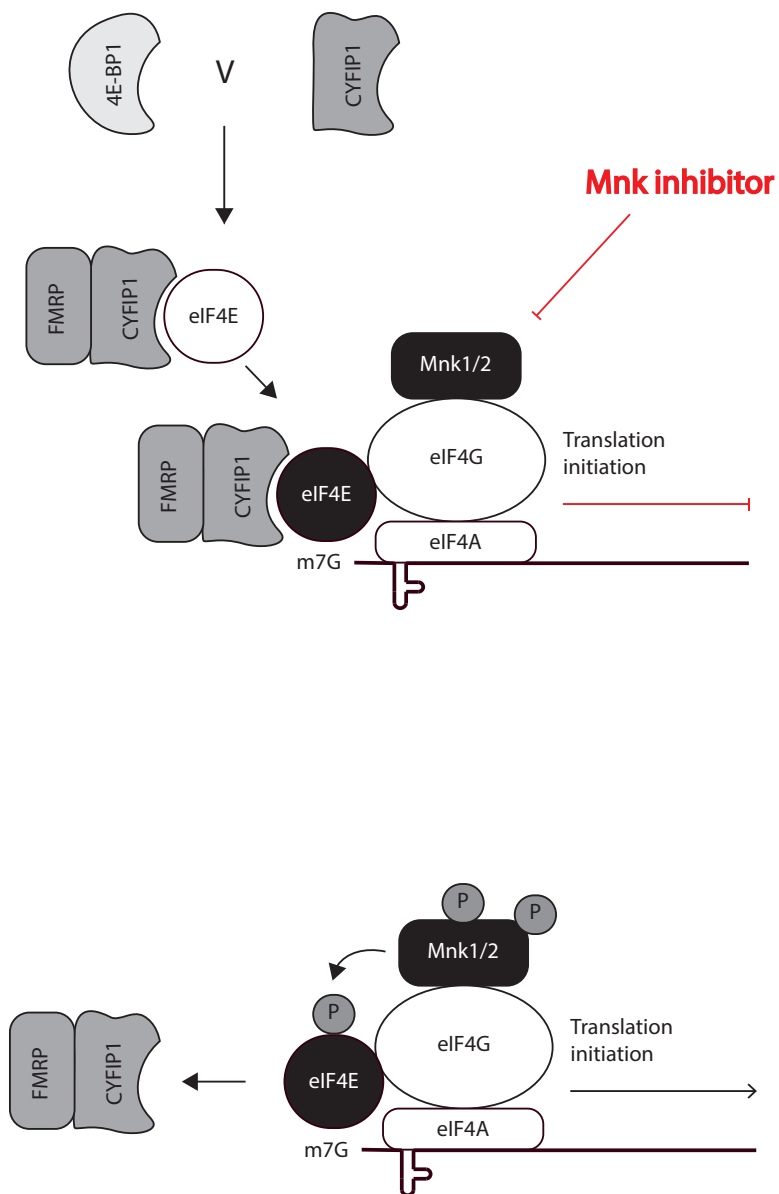 4E-BP1
V
CYFIP1
Mnk inhibitor
FMRP
CYFIP1
eIF4E
Mnk1/2
eIF4G
Translation
initiation
FMRP
CYFIP1
eIF4E
eIF4A
m7G
P
P
Mnk1/2
P
eIF4G
Translation
initiation
FMRP
CYFIP1
eIF4E
eIF4A
m7G